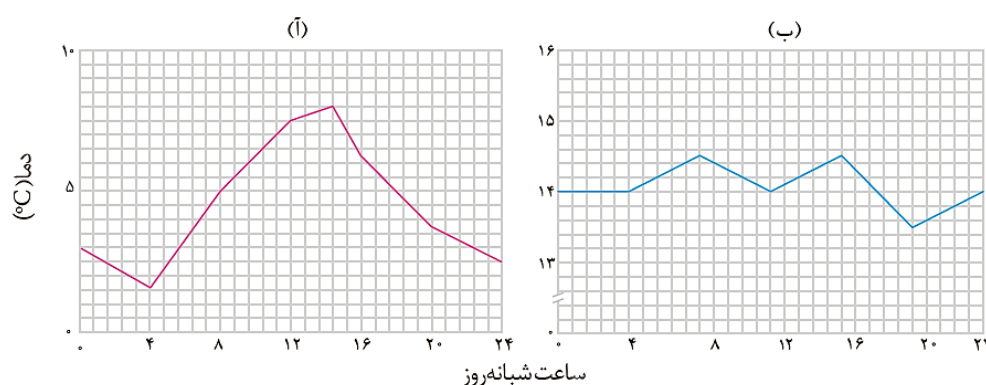 (آ)
(ب)
۱۰
۵
۰
دما(°C)
۰ ۴ ۸ ۱۲ ۱۶ ۲۰ ۲۴
۱۶
۱۵
۱۴
۱۳
۰
۰ ۴ ۸ ۱۲ ۱۶ ۲۰
ساعت شبانه‌روز